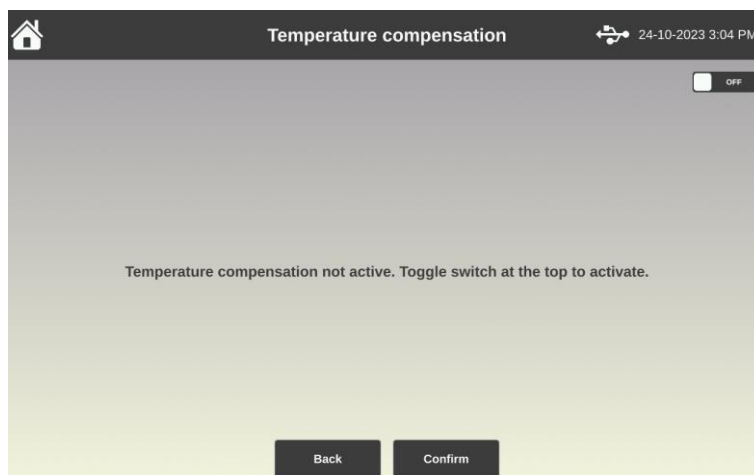 Temperature compensation
24-10-2023 3:04 PM
OFF
Temperature compensation not active. Toggle switch at the top to activate.
Back
Confirm